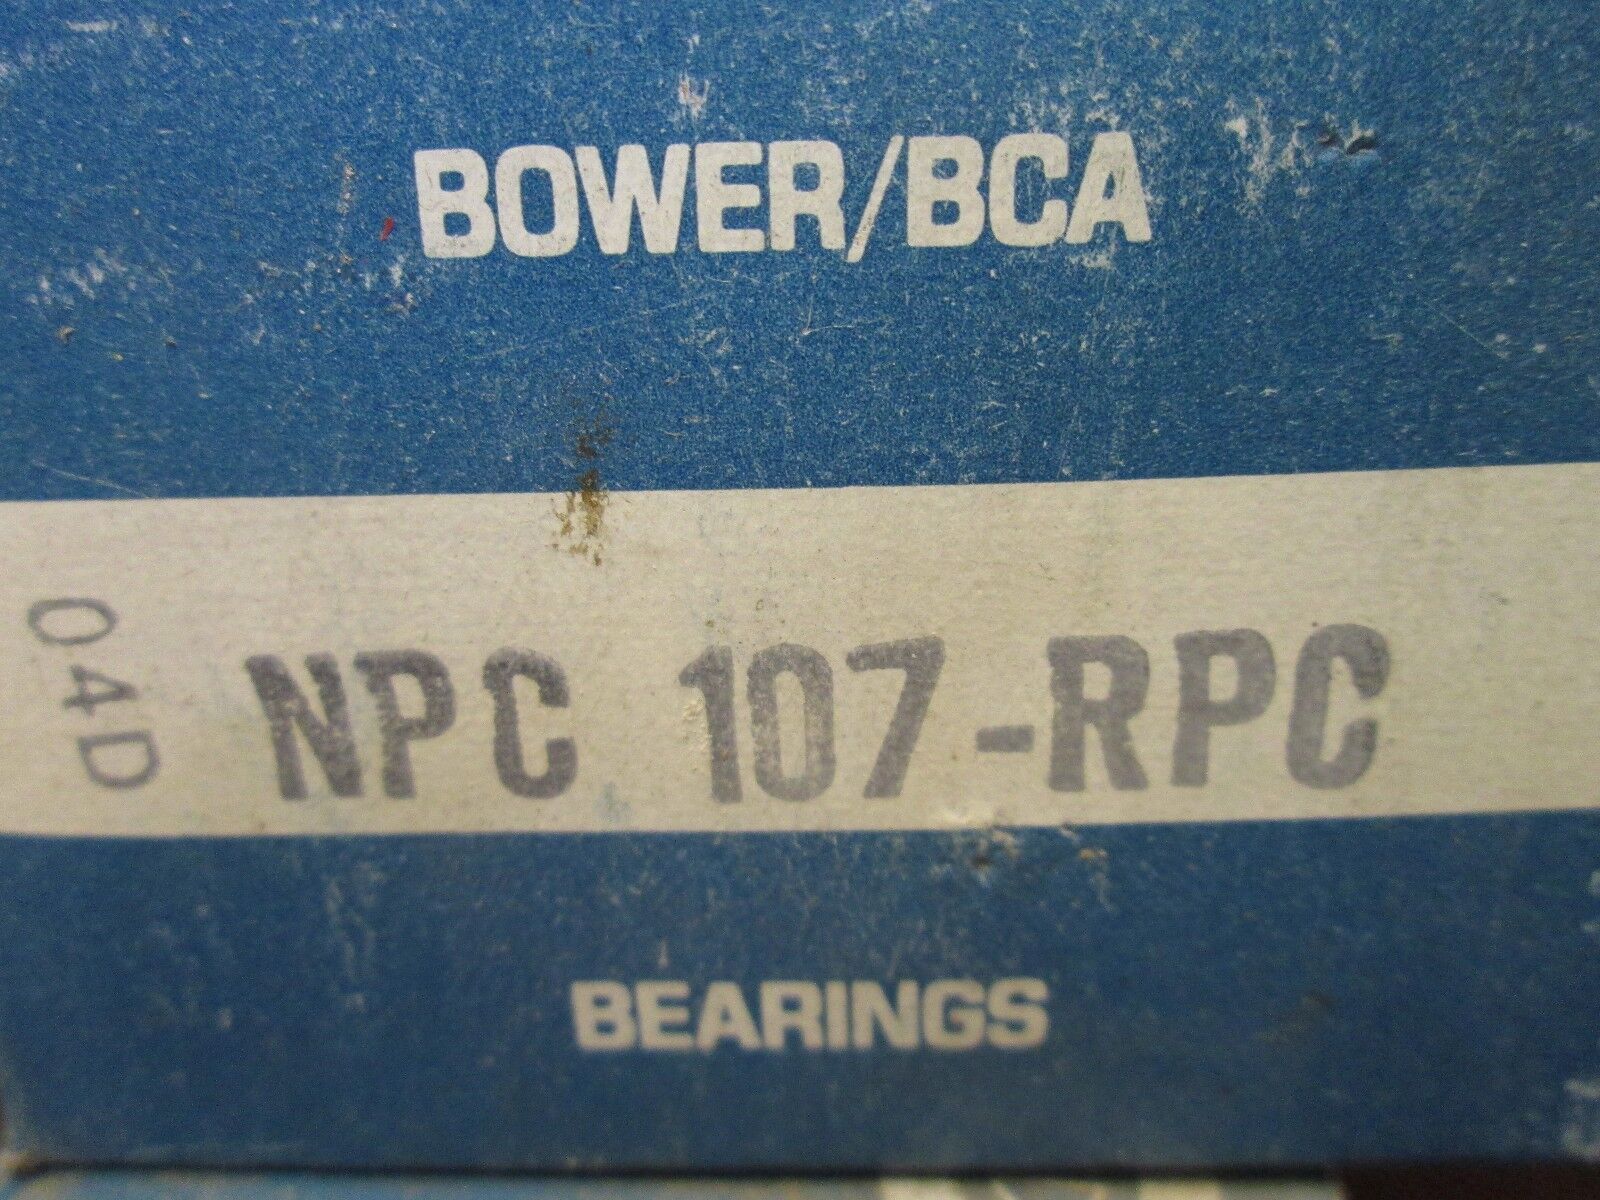 BOWER/BCA
04D
NPC 107-RPC
BEARINGS